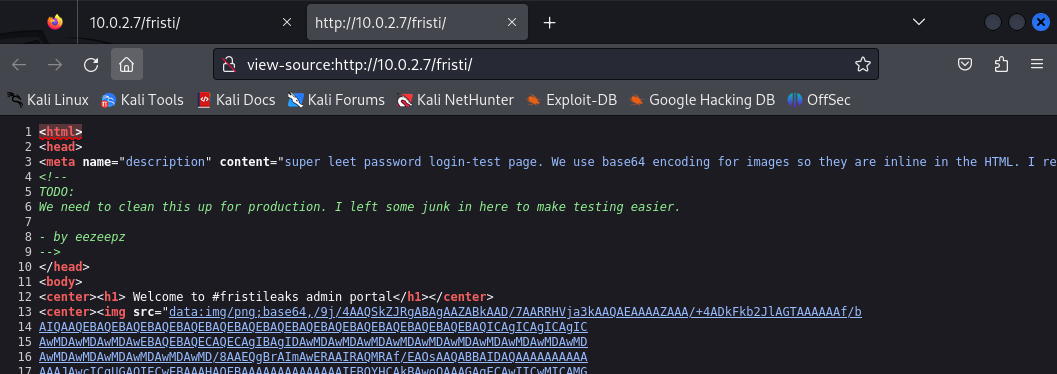 10.0.2.7/fristi/
http://10.0.2.7/fristi/
view-source:http://10.0.2.7/fristi/
Kali Linux Kali Tools Kali Docs Kali Forums Kali NetHunter Exploit-DB Google Hacking DB OffSec
1 <html>
2 <head>
3 <meta name="description" content="super leet password login-test page. We use base64 encoding for images so they are inline in the HTML. I re
4 <!--
5 TODO:
6 We need to clean this up for production. I left some junk in here to make testing easier.
7
8 - by eezeepz
9 -->
10 </head>
11 <body>
12 <center><h1> Welcome to #fristileaks admin portal</h1></center>
13 <center><img src="data:img/png;base64,/9j/4AAQSkZJRgABAgAAZABkAAD/7AARRHVja3kAAQAEAAAAZAAA/+4ADkFkb2JlAGTAAAAAAf/b
14 AIQAAQEBAQEBAQEBAQEBAQEBAQEBAQEBAQEBAQEBAQEBAQEBAQEBAQEBAQEBAQICAgICAgICAgIC
15 AwMDAwMDAwMDAwEBAQEBAQECAQECAgIBAgIDAwMDAwMDAwMDAwMDAwMDAwMDAwMDAwMDAwMDAwMD
16 AwMDAwMDAwMDAwMDAwMDAwMD/8AAEQgBrAImAwERAAIRAQMRAf/EAOsAAQABBAIDAQAAAAAAAAAA
17